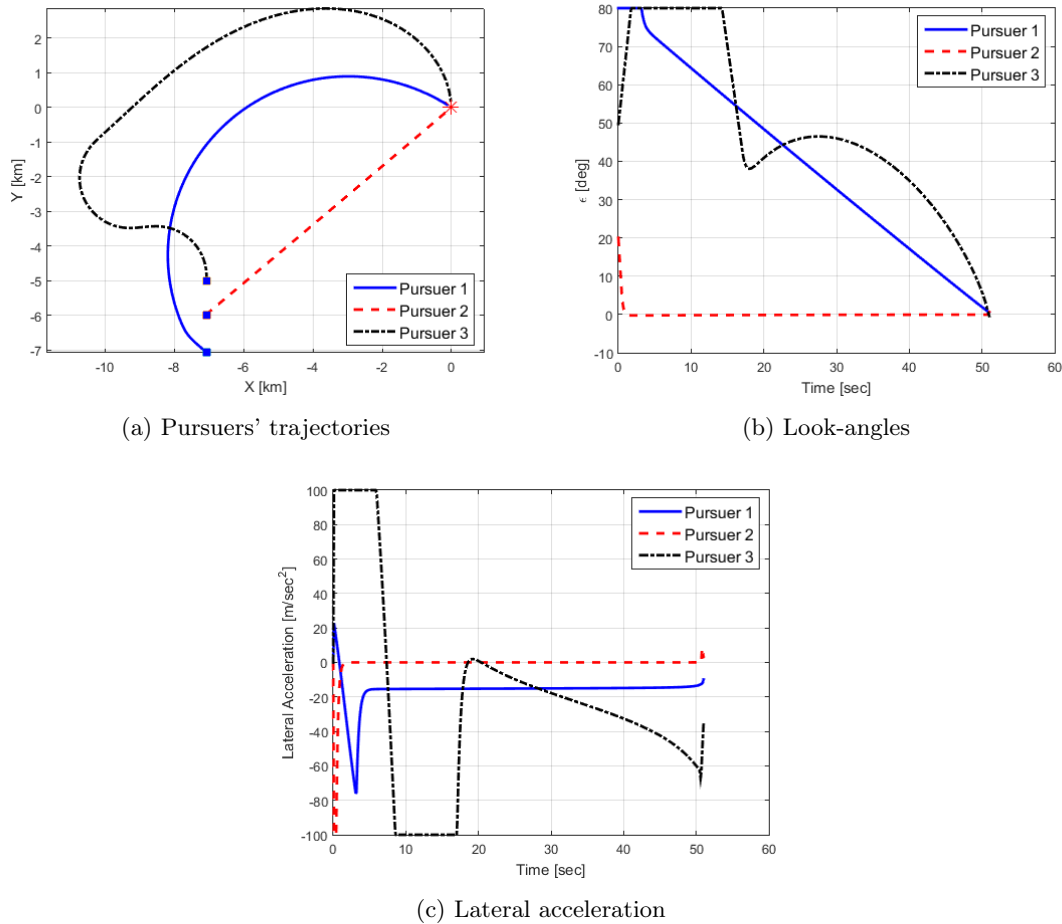 2
1
0
-1
-2
-3
-4
-5
-6
-7
Y [km]
-10
-8
-6
-4
-2
0
X [km]
Pursuer 1
Pursuer 2
Pursuer 3
(a) Pursuers' trajectories
80
70
60
50
40
30
20
10
0
-10
ϵ [deg]
0
10
20
30
40
50
60
Time [sec]
Pursuer 1
Pursuer 2
Pursuer 3
(b) Look-angles
100
80
60
40
20
0
-20
-40
-60
-80
-100
Lateral Acceleration [m/sec²]
0
10
20
30
40
50
60
Time [sec]
Pursuer 1
Pursuer 2
Pursuer 3
(c) Lateral acceleration